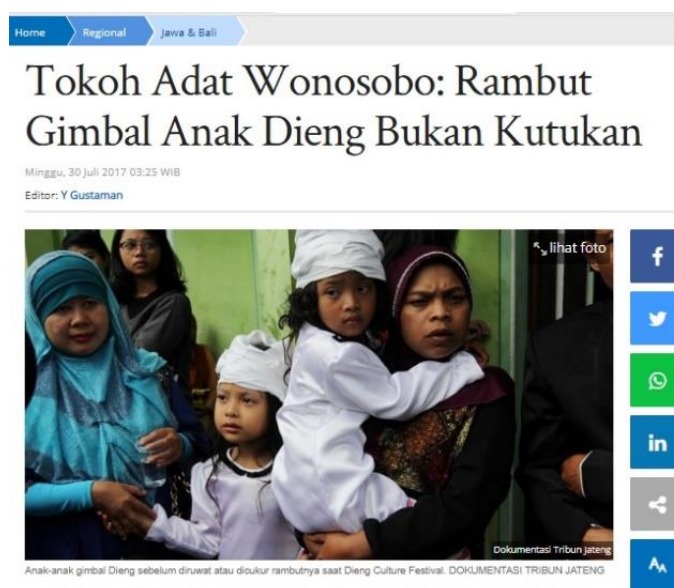 Home Regional Jawa & Bali
Tokoh Adat Wonosobo: Rambut
Gimbal Anak Dieng Bukan Kutukan
Minggu, 30 Juli 2017 03:25 WIB
Editor: Y Gustaman
lihat foto
Dokumentasi Tribun Jateng
Anak-anak gimbal Dieng sebelum diruwat atau dicukur rambutnya saat Dieng Culture Festival. DOKUMENTASI TRIBUN JATENG
f
in
AA